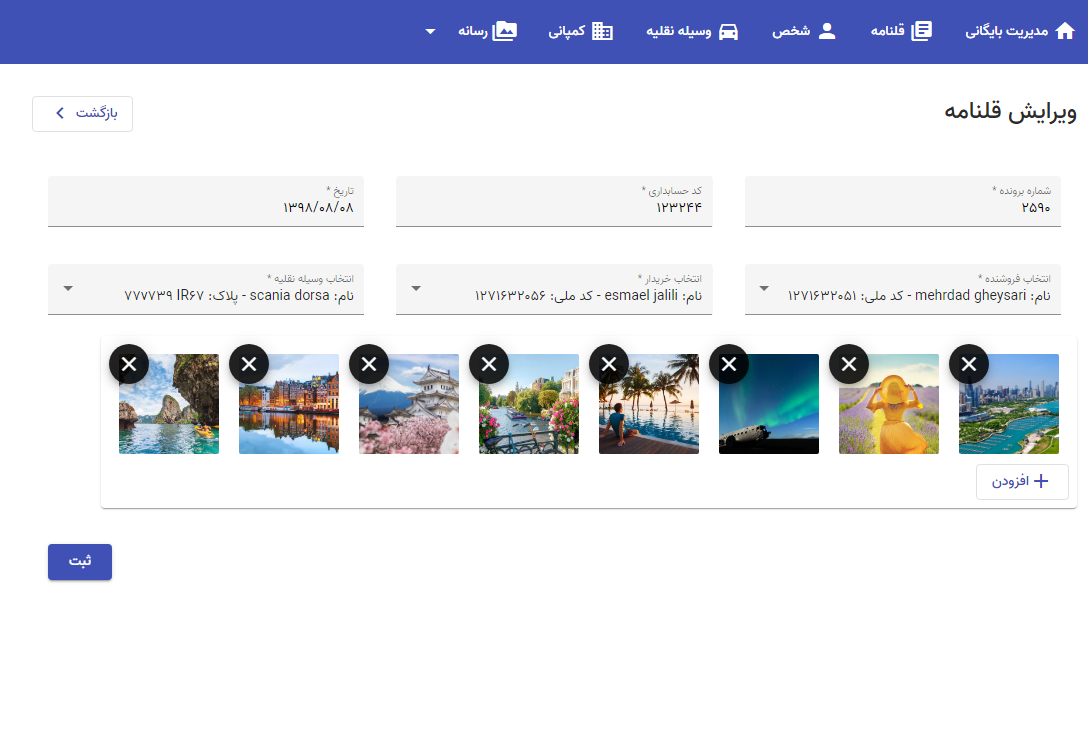 مدیریت بایگانی
قلنامه
شخص
وسیله نقلیه
کمپانی
رسانه
ویرایش قلنامه
بازگشت
شماره برونده *
۲۵۹۰
کد حسابداری *
۱۲۳۲۴۴
تاریخ *
۱۳۹۸/۰۸/۰۸
انتخاب فروشنده *
نام: mehrdad gheysari - کد ملی: ۱۲۷۱۶۳۲۰۵۱
انتخاب خریدار *
نام: esmael jalili - کد ملی: ۱۲۷۱۶۳۲۰۵۶
انتخاب وسیله نقلیه *
نام: scania dorsa - پلاک: IR۶۷ ۷۷۷۷۳۹
افزودن
ثبت